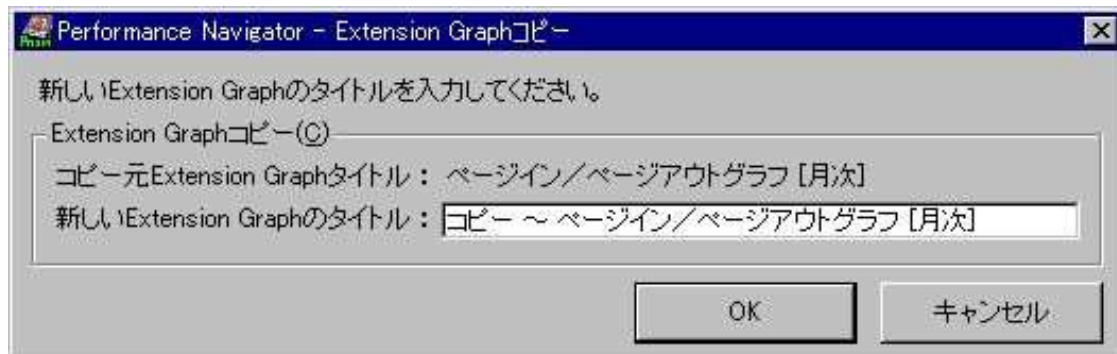 Performance Navigator - Extension Graphコピー
新しいExtension Graphのタイトルを入力してください。
Extension Graphコピー(C)
コピー元Extension Graphタイトル： ページイン／ページアウトグラフ [月次]
新しいExtension Graphのタイトル： コピー ～ ページイン／ページアウトグラフ [月次]
OK キャンセル